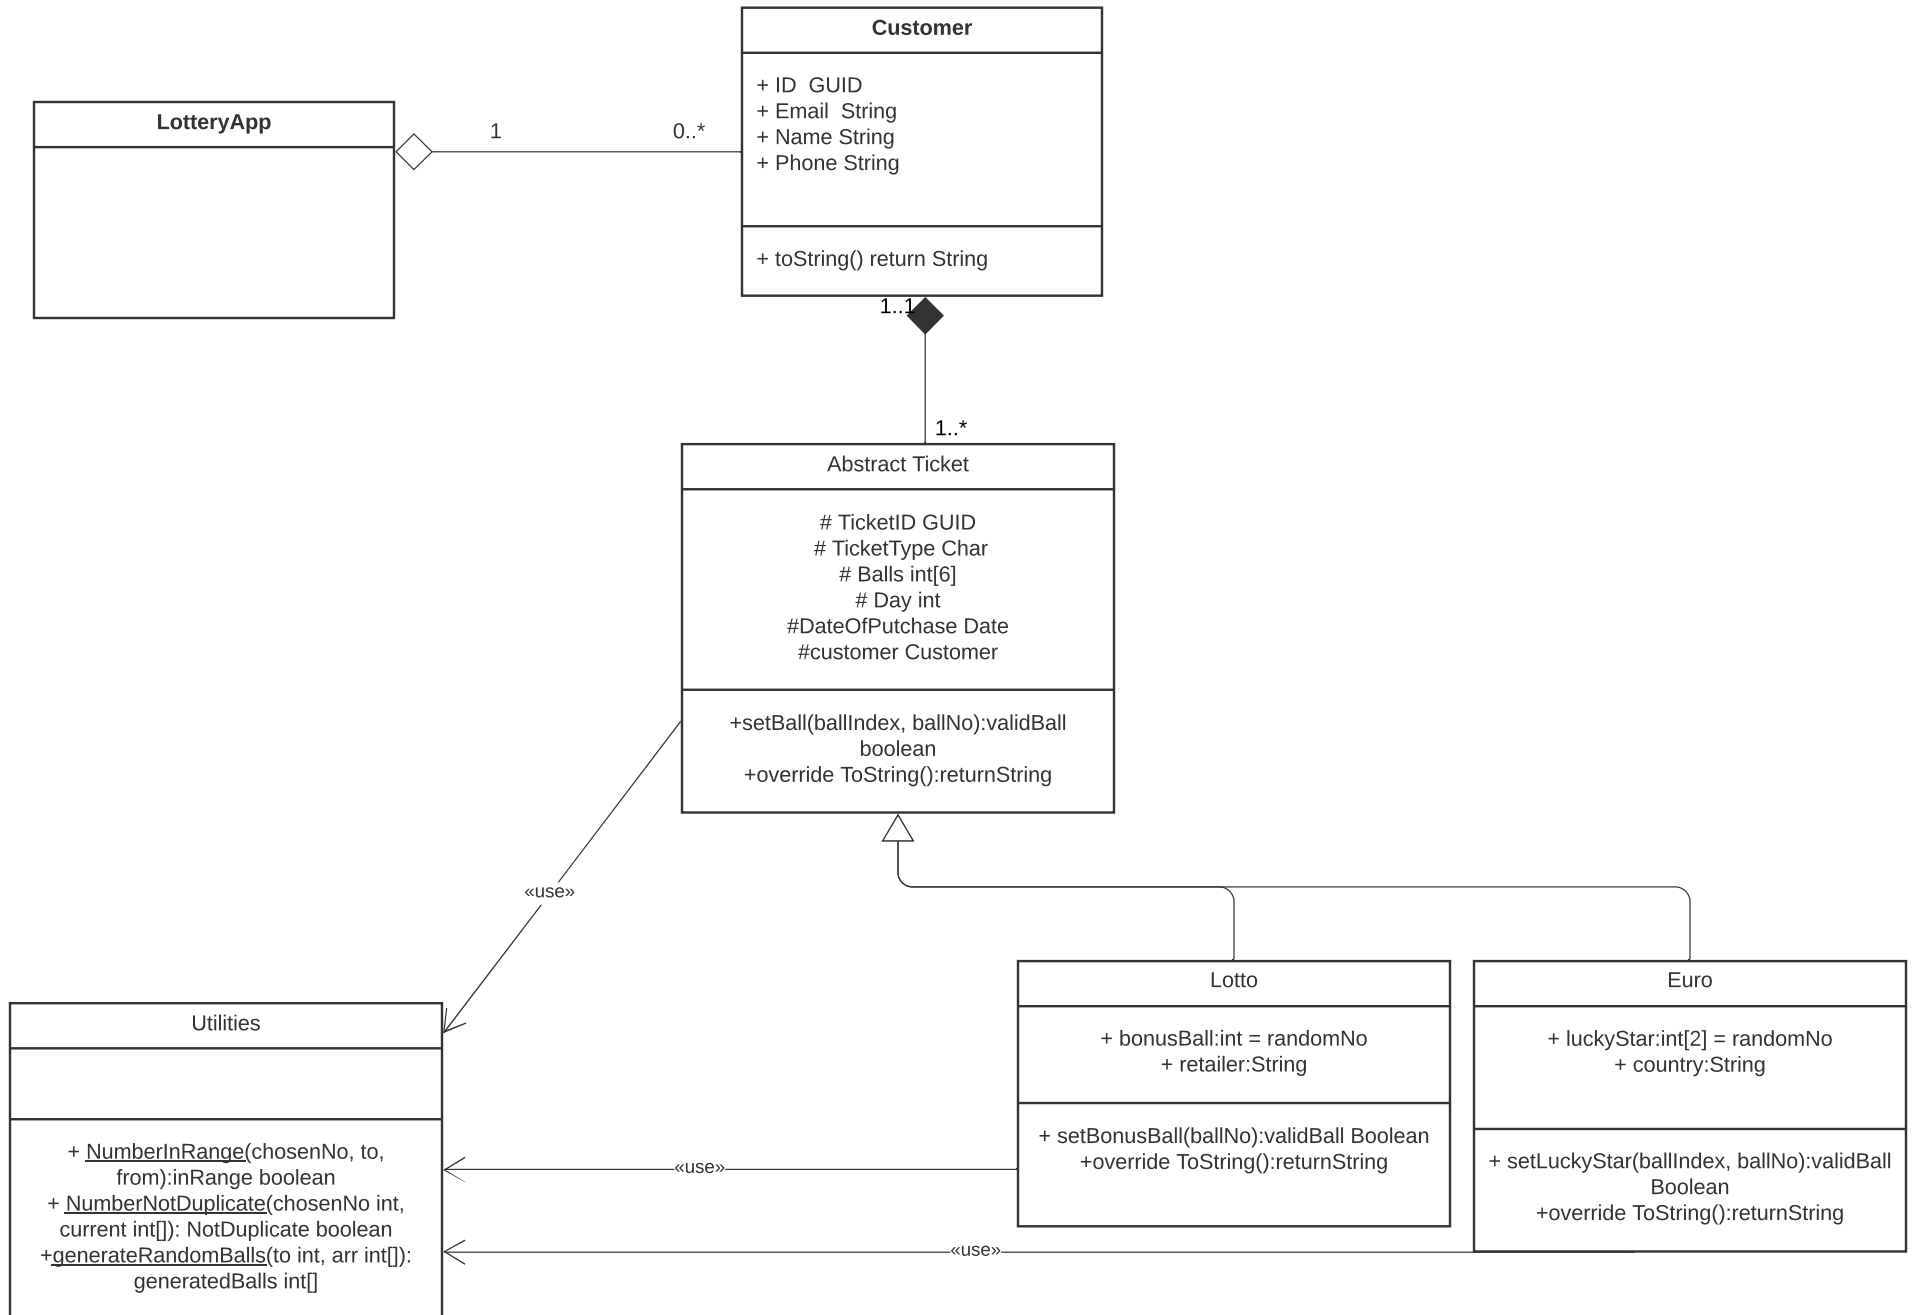 Customer
+ ID  GUID
+ Email  String
+ Name String
+ Phone String
+ toString() return String
LotteryApp
1
0..*
1..1
1..*
Abstract Ticket
# TicketID GUID
# TicketType Char
# Balls int[6]
# Day int
#DateOfPutchase Date
#customer Customer
+setBall(ballIndex, ballNo):validBall
boolean
+override ToString():returnString
«use»
Lotto
+ bonusBall:int = randomNo
+ retailer:String
+ setBonusBall(ballNo):validBall Boolean
+override ToString():returnString
Euro
+ luckyStar:int[2] = randomNo
+ country:String
+ setLuckyStar(ballIndex, ballNo):validBall
Boolean
+override ToString():returnString
Utilities
+ NumberInRange(chosenNo, to,
from):inRange boolean
+ NumberNotDuplicate(chosenNo int,
current int[]): NotDuplicate boolean
+generateRandomBalls(to int, arr int[]):
generatedBalls int[]
«use»
«use»